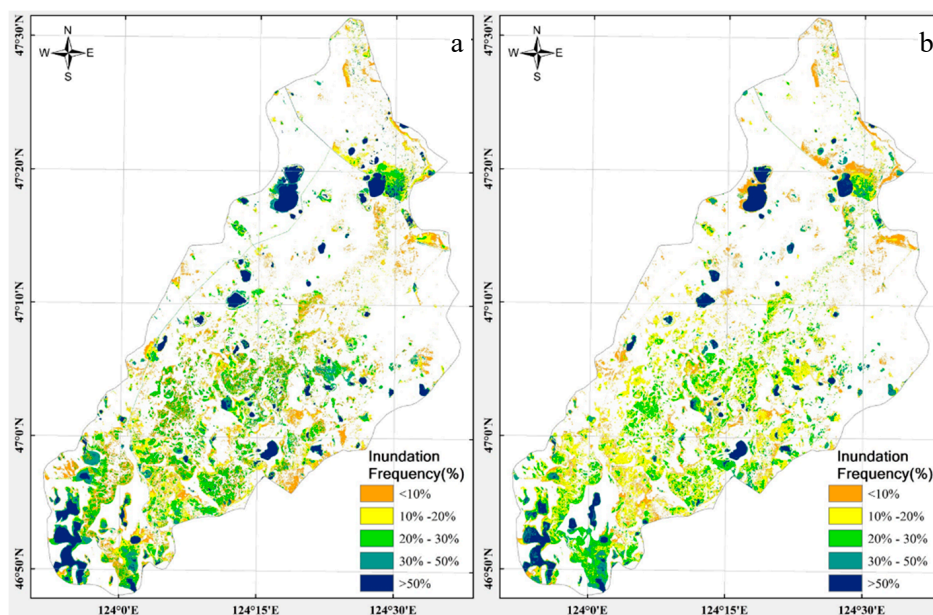 a
N
W E
S
47°30'N
47°20'N
47°10'N
47°0'N
46°50'N
124°0'E
124°15'E
124°30'E
Inundation
Frequency(%)
<10%
10% -20%
20% - 30%
30% - 50%
>50%
b
N
W E
S
47°30'N
47°20'N
47°10'N
47°0'N
46°50'N
124°0'E
124°15'E
124°30'E
Inundation
Frequency(%)
<10%
10% -20%
20% - 30%
30% - 50%
>50%